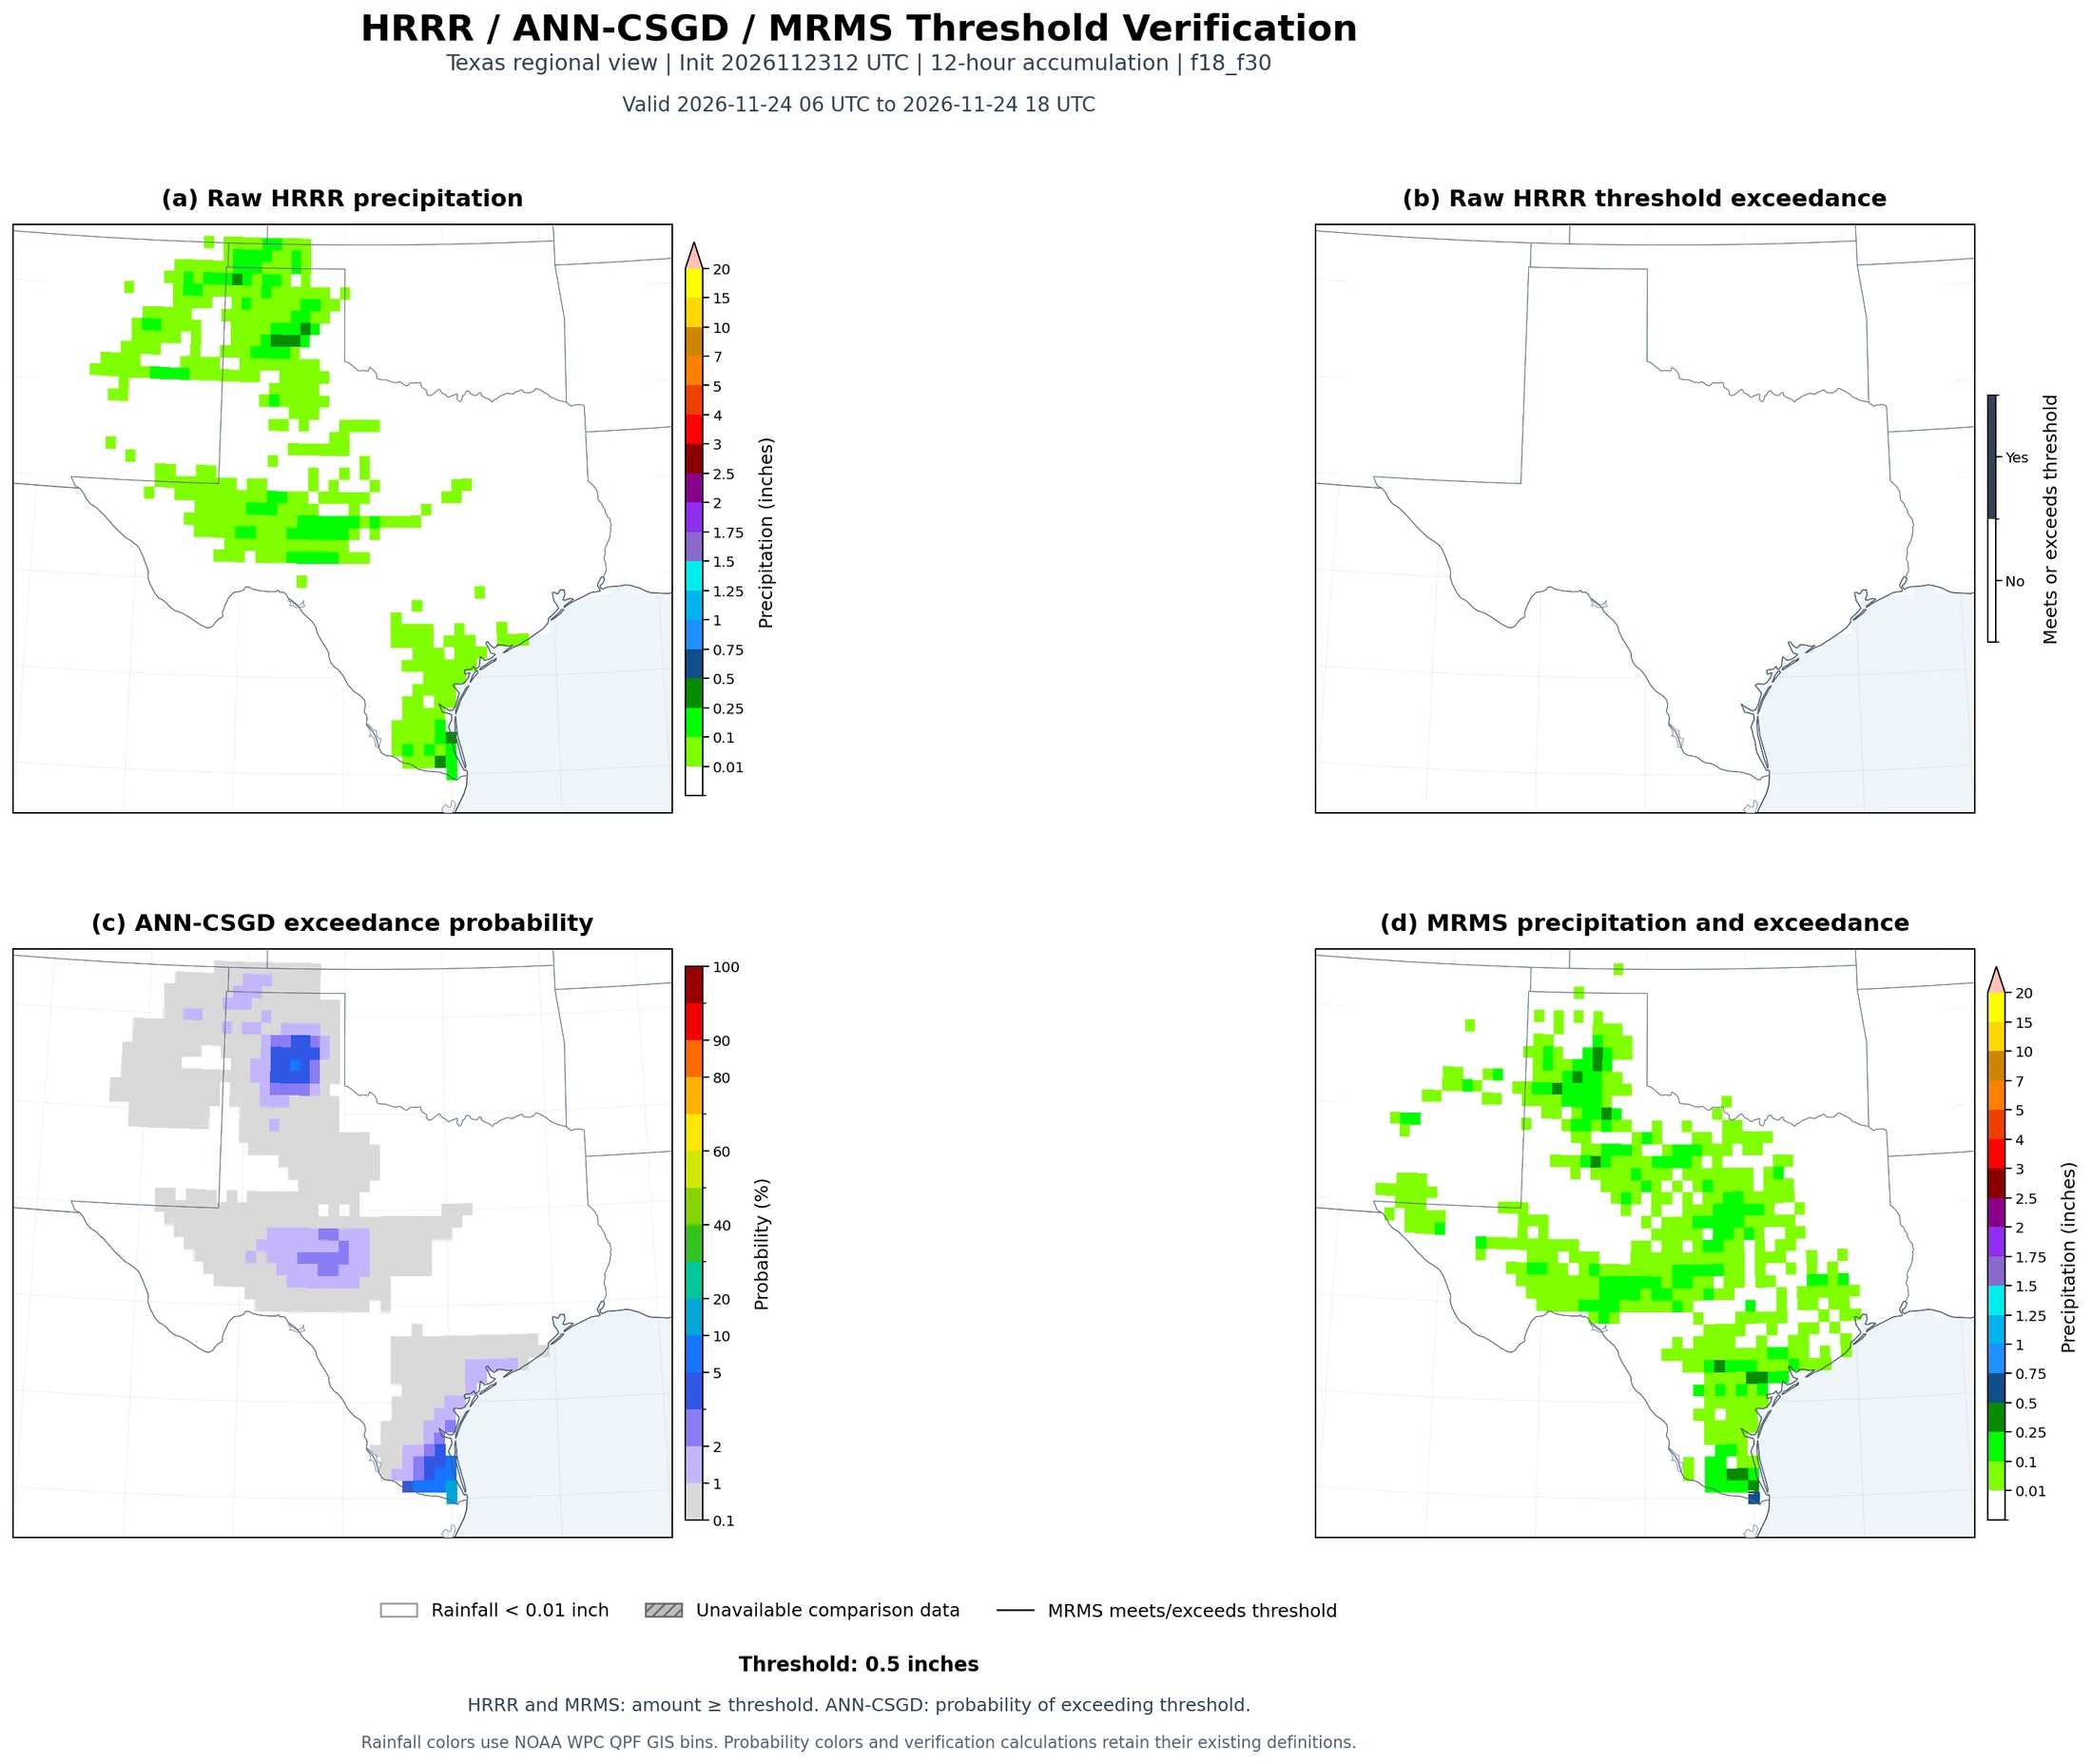 HRRR / ANN-CSGD / MRMS Threshold Verification
Texas regional view | Init 2026112312 UTC | 12-hour accumulation | f18_f30
Valid 2026-11-24 06 UTC to 2026-11-24 18 UTC
(a) Raw HRRR precipitation
20
15
10
7
5
4
3
2.5
2
1.75
1.5
1.25
1
0.75
0.5
0.25
0.1
0.01
Precipitation (inches)
(b) Raw HRRR threshold exceedance
Yes
No
Meets or exceeds threshold
(c) ANN-CSGD exceedance probability
100
90
80
60
40
20
10
5
2
1
0.1
Probability (%)
(d) MRMS precipitation and exceedance
20
15
10
7
5
4
3
2.5
2
1.75
1.5
1.25
1
0.75
0.5
0.25
0.1
0.01
Precipitation (inches)
Rainfall < 0.01 inch
Unavailable comparison data
MRMS meets/exceeds threshold
Threshold: 0.5 inches
HRRR and MRMS: amount ≥ threshold. ANN-CSGD: probability of exceeding threshold.
Rainfall colors use NOAA WPC QPF GIS bins. Probability colors and verification calculations retain their existing definitions.